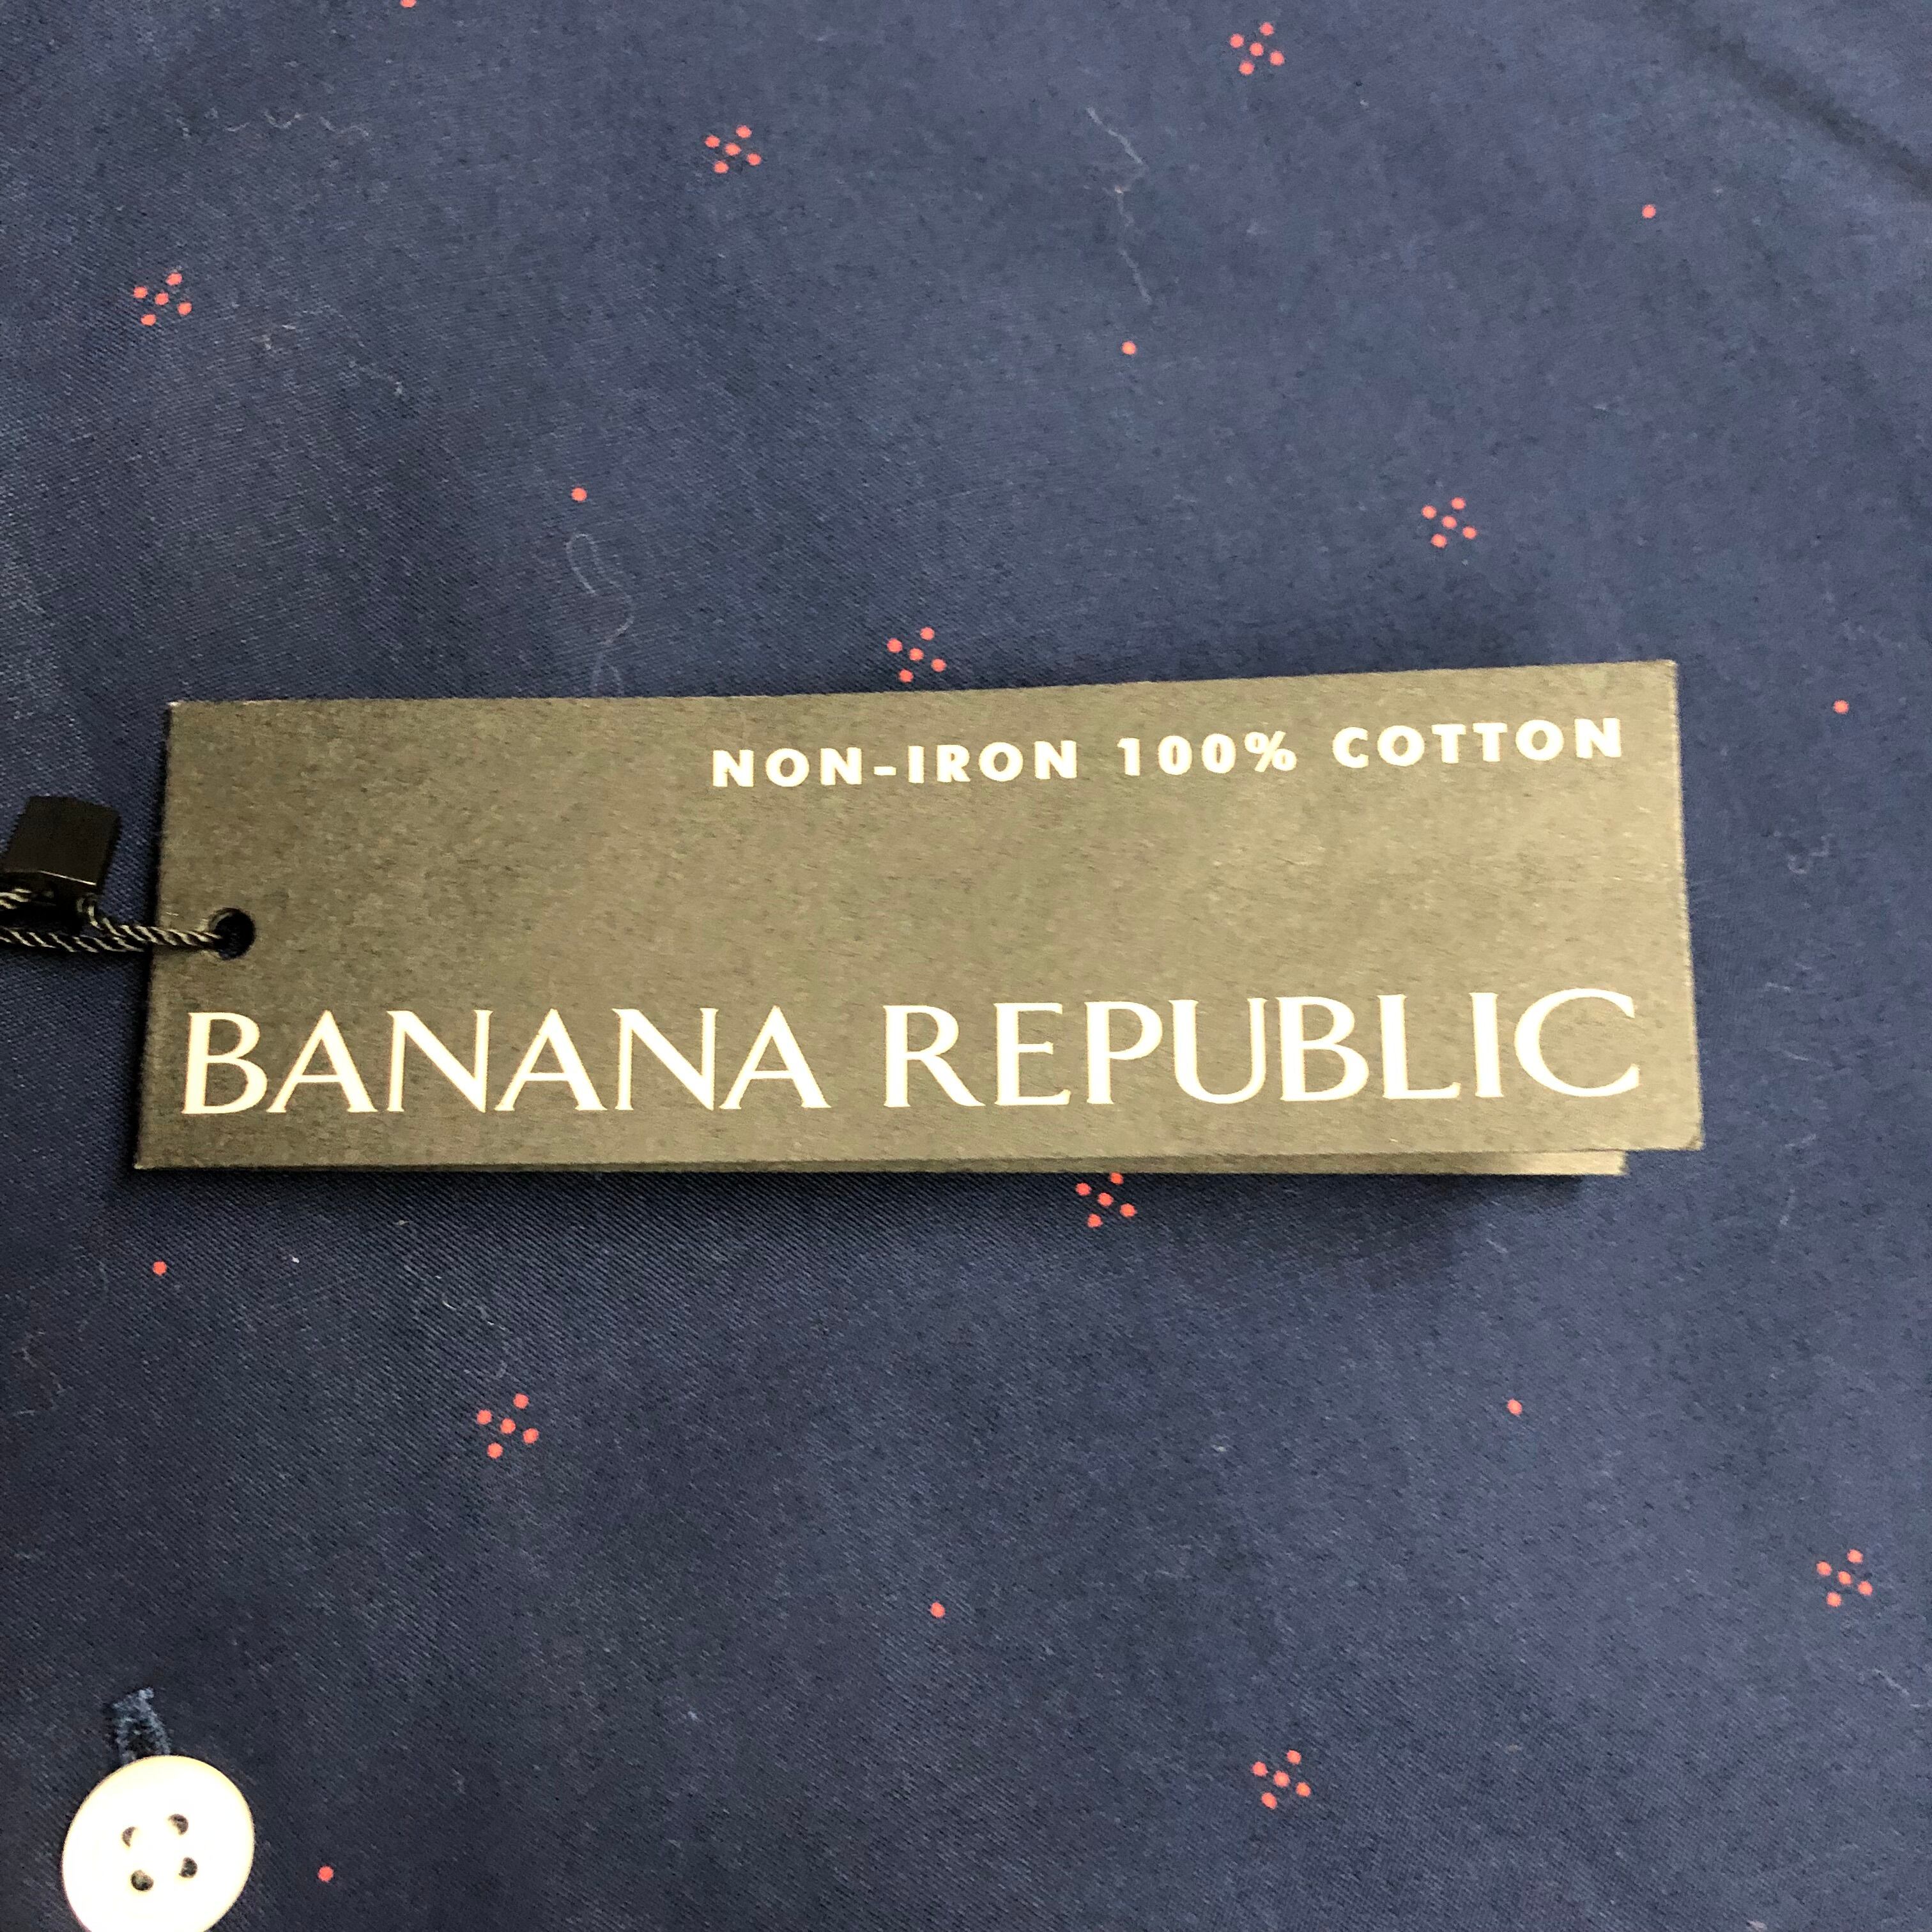 NON-IRON 100% COTTON
BANANA REPUBLIC